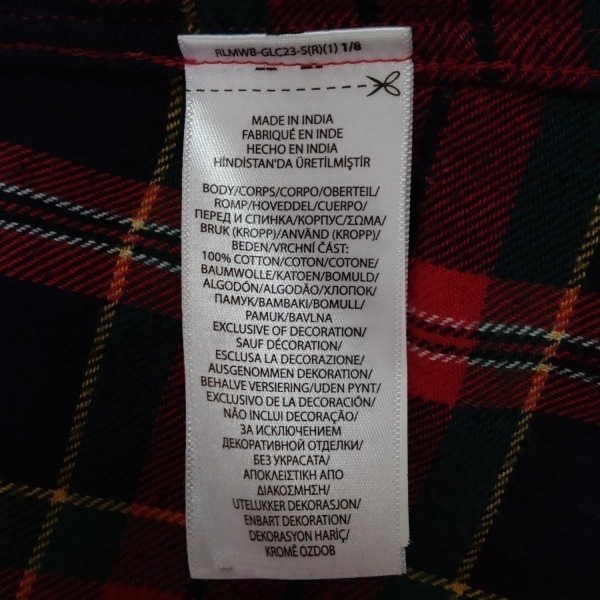 RLMWB-GLC23-S(R)(1) 1/8
MADE IN INDIA
FABRIQUÉ EN INDE
HECHO EN INDIA
HİNDİSTAN'DA ÜRETİLMİŞTİR
BODY/CORPS/CORPO/OBERTEIL/
ROMP/HOVEDDEL/CUERPO/
ПЕРЕД И СПИНКА/КОРПУС/ΣΩΜΑ/
BRUK (KROPP)/ANVÄND (KROPP)/
BEDEN/VRCHNÍ ČÁST:
100% COTTON/COTON/COTONE/
BAUMWOLLE/KATOEN/BOMULD/
ALGODÓN/ALGODÃO/ХЛОПОК/
ПАМУК/ΒΑΜΒΑΚΙ/BOMULL/
PAMUK/BAVLNA
EXCLUSIVE OF DECORATION/
SAUF DÉCORATION/
ESCLUSA LA DECORAZIONE/
AUSGENOMMEN DEKORATION/
BEHALVE VERSIERING/UDEN PYNT/
EXCLUSIVO DE LA DECORACIÓN/
NÃO INCLUI DECORAÇÃO/
ЗА ИСКЛЮЧЕНИЕМ
ДЕКОРАТИВНОЙ ОТДЕЛКИ/
БЕЗ УКРАСАТА/
ΑΠΟΚΛΕΙΣΤΙΚΗ ΑΠΟ
ΔΙΑΚΟΣΜΗΣΗ/
UTELUKKER DEKORASJON/
ENBART DEKORATION/
DEKORASYON HARİÇ/
KROMĚ OZDOB